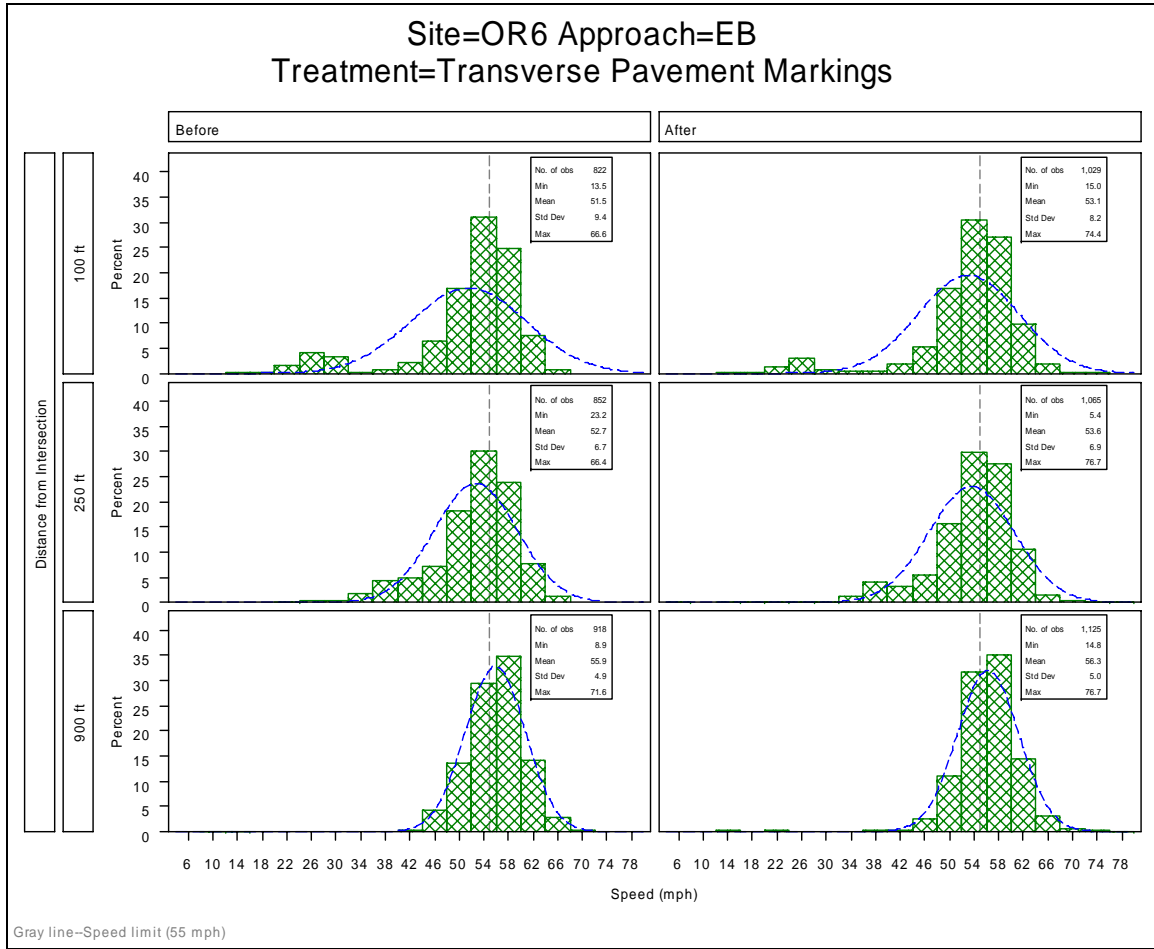 Site=OR6 Approach=EB
Treatment=Transverse Pavement Markings
Before
After
Distance from Intersection
100 ft
Percent
40
35
30
25
20
15
10
5
0
No. of obs 822
Min 13.5
Mean 51.5
Std Dev 9.4
Max 66.6
No. of obs 1,029
Min 15.0
Mean 53.1
Std Dev 8.2
Max 74.4
250 ft
Percent
40
35
30
25
20
15
10
5
0
No. of obs 852
Min 23.2
Mean 52.7
Std Dev 6.7
Max 66.4
No. of obs 1,065
Min 5.4
Mean 53.6
Std Dev 6.9
Max 76.7
900 ft
Percent
40
35
30
25
20
15
10
5
0
No. of obs 918
Min 8.9
Mean 55.9
Std Dev 4.9
Max 71.6
No. of obs 1,125
Min 14.8
Mean 56.3
Std Dev 5.0
Max 76.7
6 10 14 18 22 26 30 34 38 42 46 50 54 58 62 66 70 74 78
6 10 14 18 22 26 30 34 38 42 46 50 54 58 62 66 70 74 78
Speed (mph)
Gray line--Speed limit (55 mph)